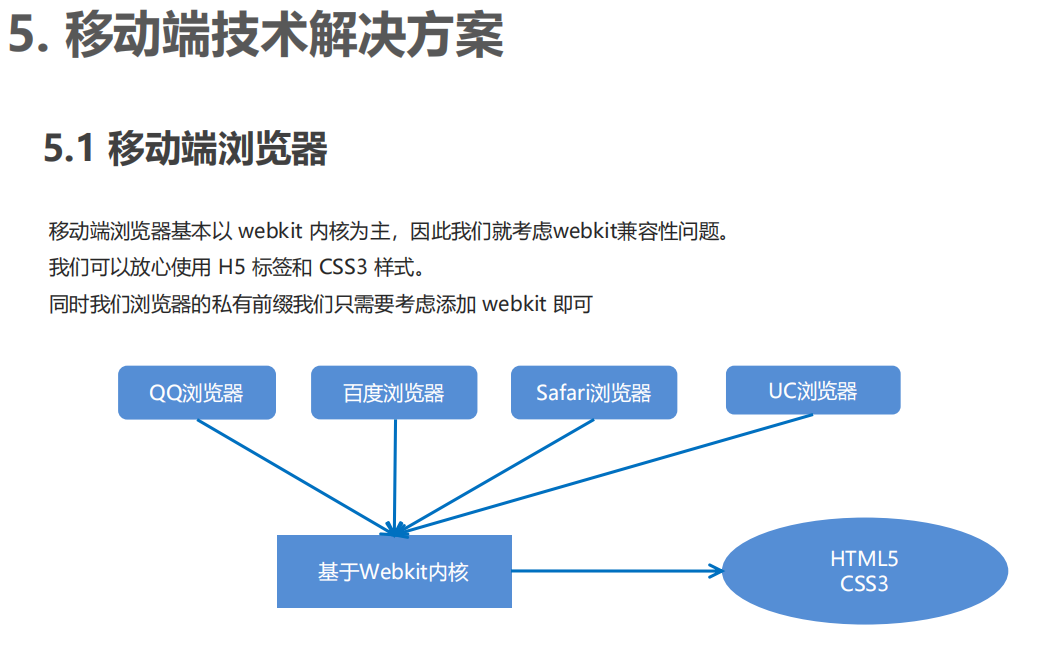 5. 移动端技术解决方案
5.1 移动端浏览器
移动端浏览器基本以 webkit 内核为主，因此我们就考虑webkit兼容性问题。
我们可以放心使用 H5 标签和 CSS3 样式。
同时我们浏览器的私有前缀我们只需要考虑添加 webkit 即可
QQ浏览器
百度浏览器
Safari浏览器
UC浏览器
基于Webkit内核
HTML5
CSS3